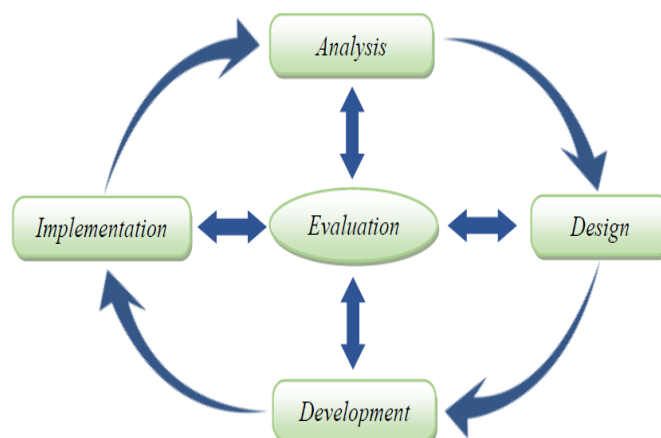 Analysis
Implementation
Evaluation
Design
Development